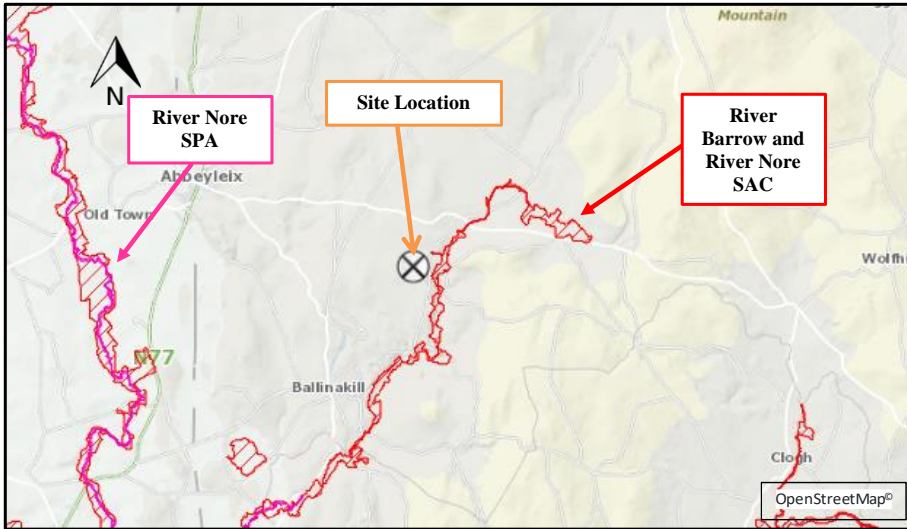 Mountain
N
River Nore
SPA
Site Location
River
Barrow and
River Nore
SAC
Abbeyleix
Old Town
Wolfhi
N77
Ballinakill
Clogh
OpenStreetMap©